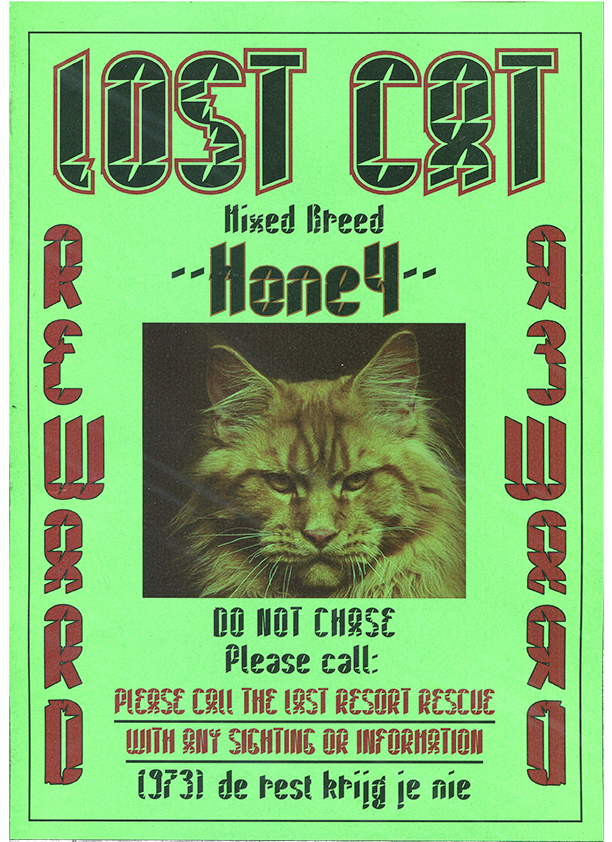 LOST CAT
Mixed Breed
--Honey--
REWARD
REWARD
DO NOT CHASE
Please call:
PLEASE CALL THE LAST RESORT RESCUE
WITH ANY SIGHTING OR INFORMATION
(973) de rest krijg je nie